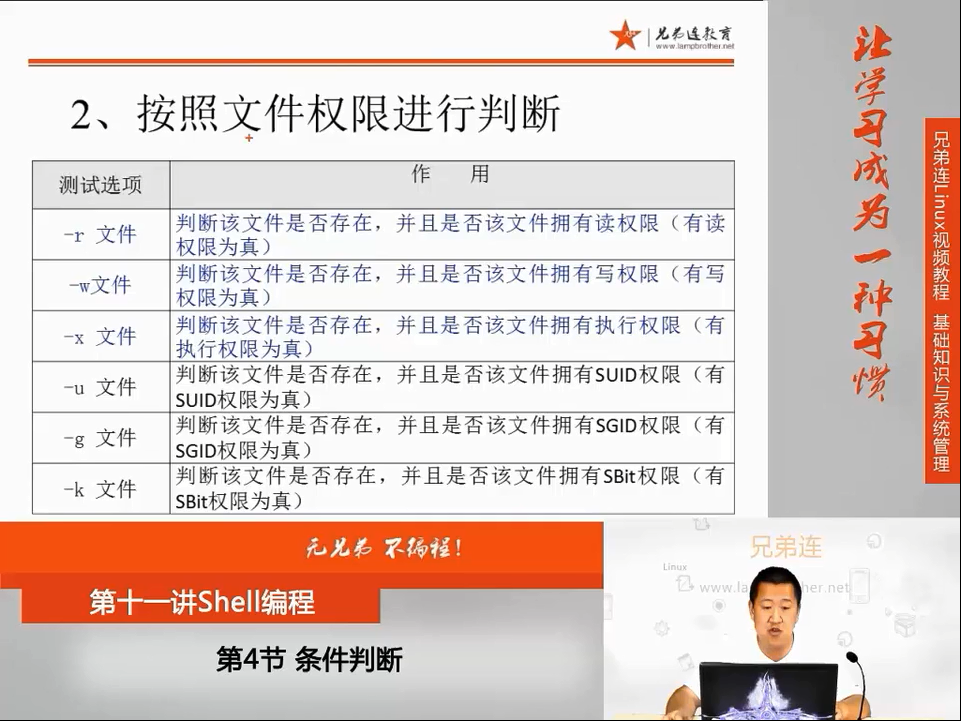 兄弟连教育
www.lampbrother.net
2、按照文件权限进行判断
测试选项
作 用
-r 文件
判断该文件是否存在，并且是否该文件拥有读权限（有读
权限为真）
-w文件
判断该文件是否存在，并且是否该文件拥有写权限（有写
权限为真）
-x 文件
判断该文件是否存在，并且是否该文件拥有执行权限（有
执行权限为真）
-u 文件
判断该文件是否存在，并且是否该文件拥有SUID权限（有
SUID权限为真）
-g 文件
判断该文件是否存在，并且是否该文件拥有SGID权限（有
SGID权限为真）
-k 文件
判断该文件是否存在，并且是否该文件拥有SBit权限（有
SBit权限为真）
让学习成为一种习惯
兄弟连Linux视频教程 基础知识与系统管理
无兄弟 不编程！
第十一讲Shell编程
第4节 条件判断
兄弟连
Linux
www.la
other.net